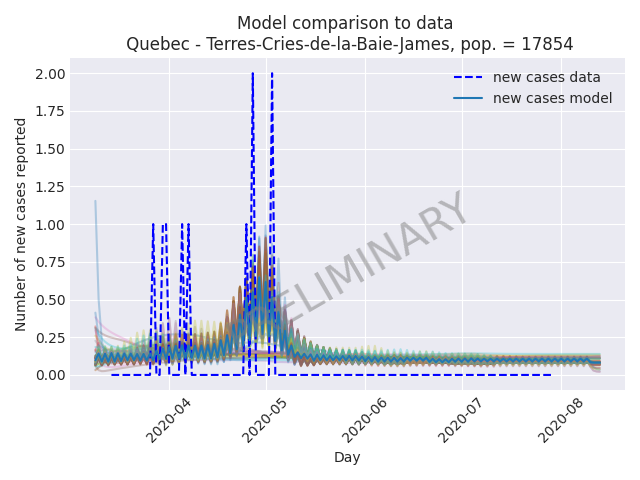 Model comparison to data
Quebec - Terres-Cries-de-la-Baie-James, pop. = 17854
new cases data
new cases model
Number of new cases reported
2.00
1.75
1.50
1.25
1.00
0.75
0.50
0.25
0.00
2020-04
2020-05
2020-06
2020-07
2020-08
Day